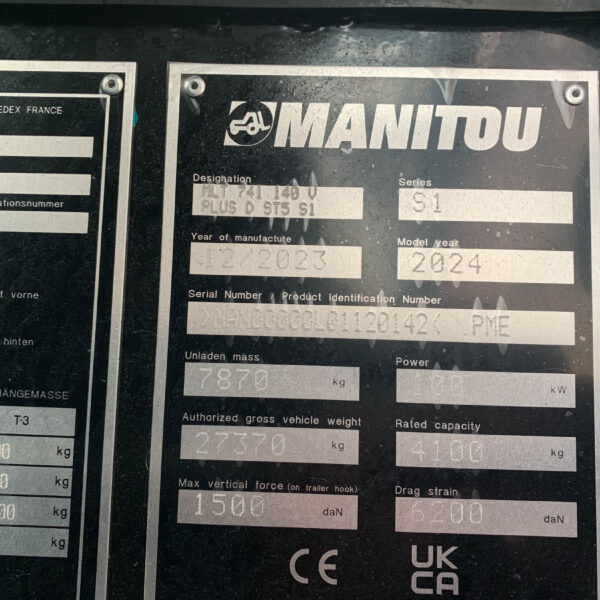 EDEX FRANCE
ationsnummer
t vorne
hinten
HÄNGEMASSE
T-3
kg
kg
kg
kg
MANITOU
Designation
MLT 741 140 V
PLUS D ST5 S1
Series
S1
Year of manufacture
12/2023
Model year
2024
Serial Number / Product Identification Number
PME
Unladen mass
7870 kg
Power
100 kW
Authorized gross vehicle weight
27370 kg
Rated capacity
4100 kg
Max vertical force (on trailer hook)
1500 daN
Drag strain
6200 daN
CE
UK
CA